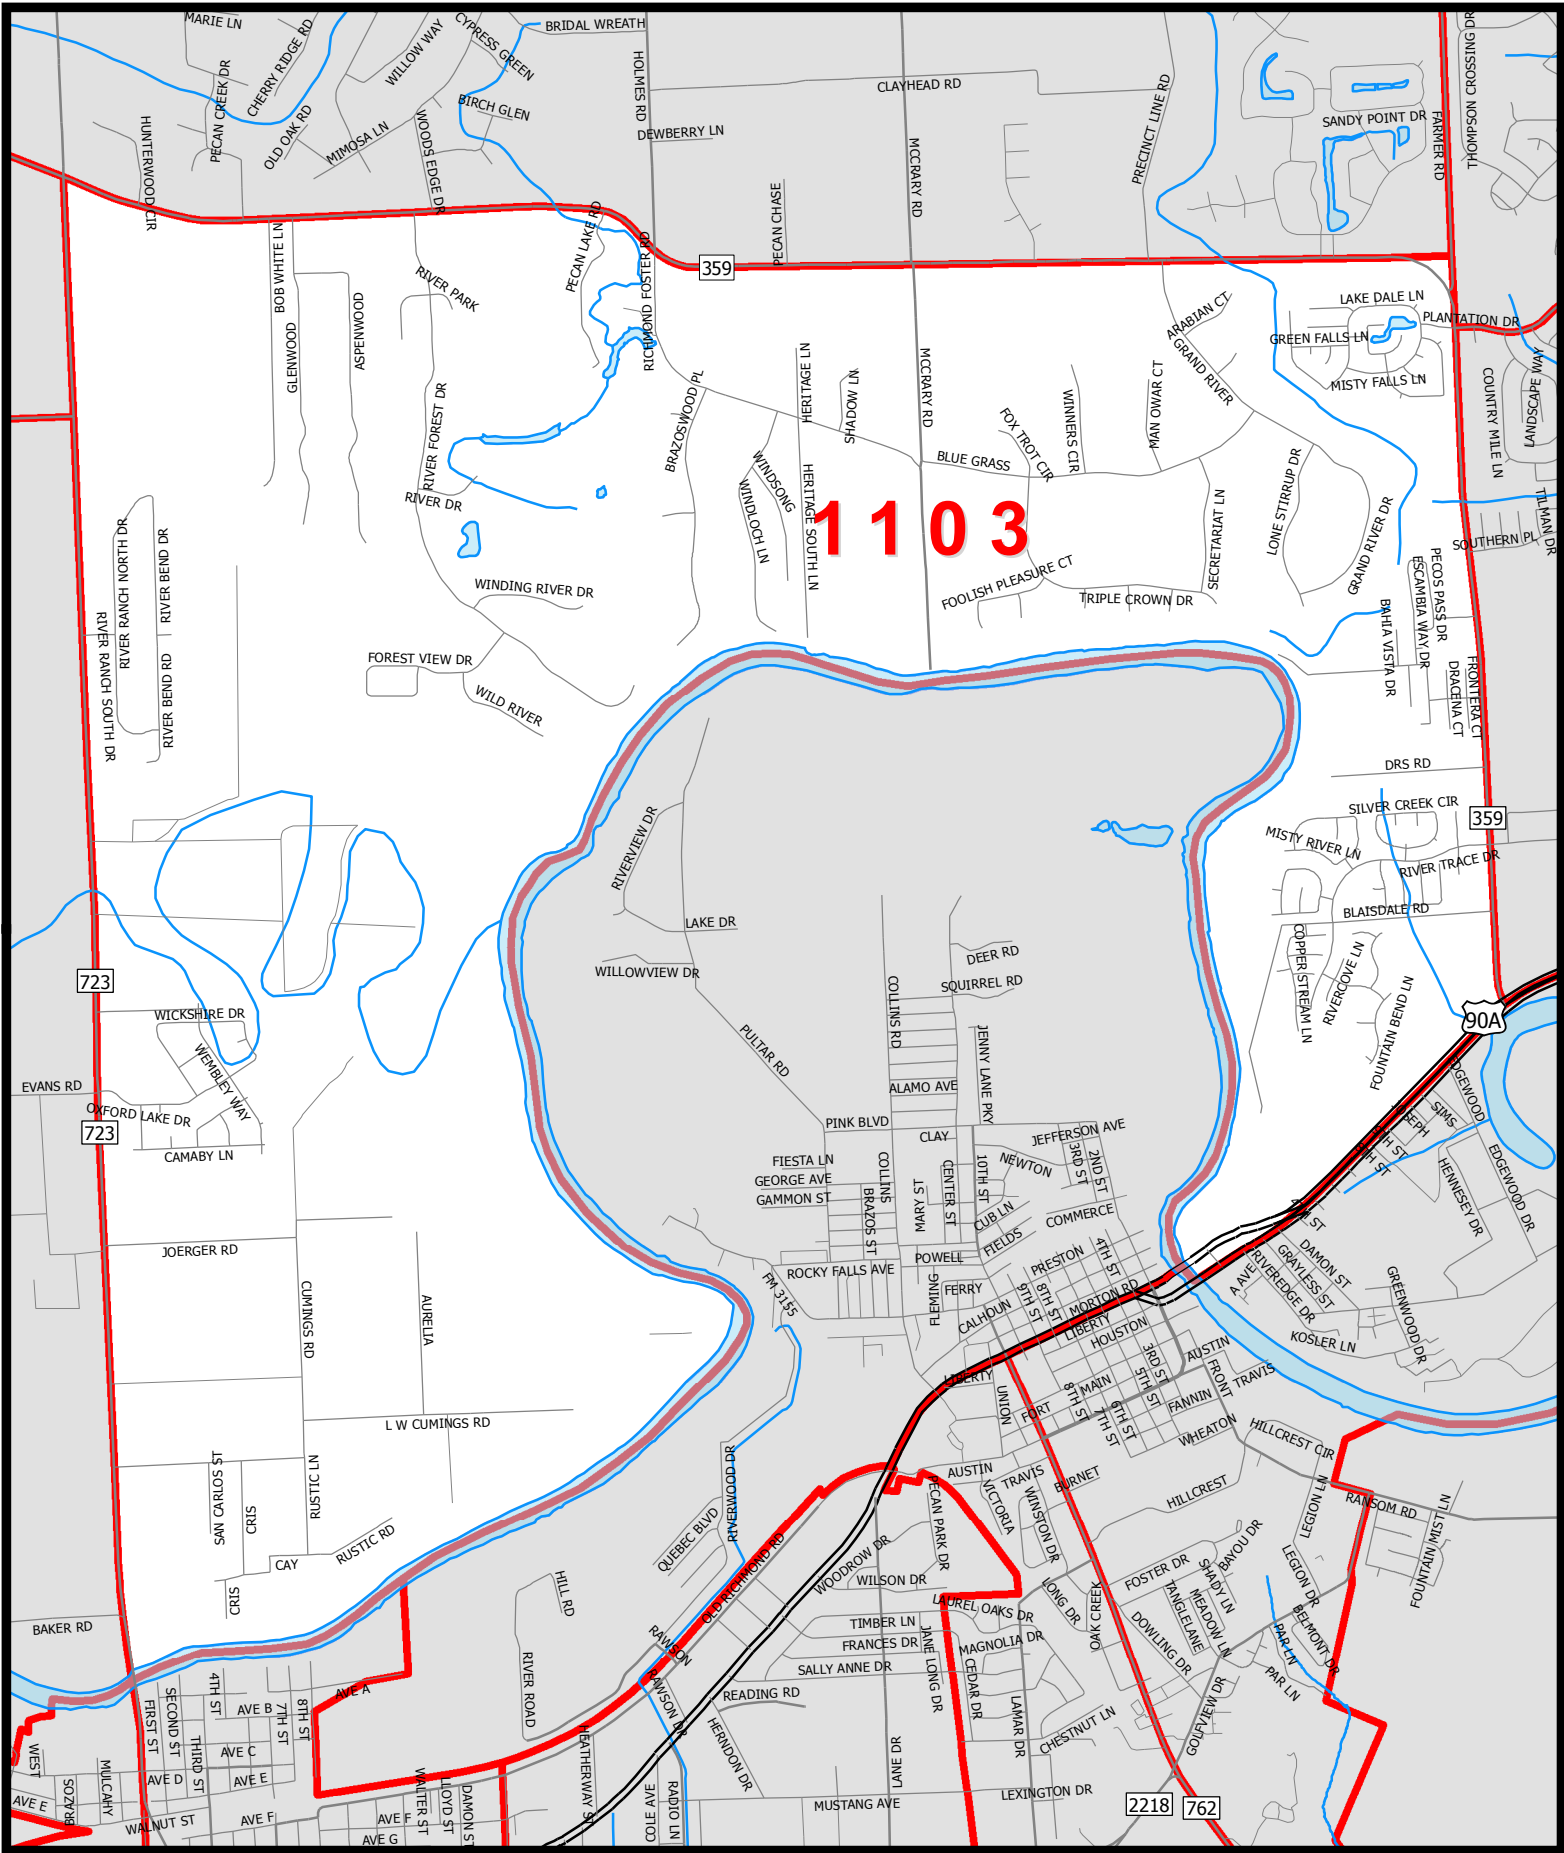 MARIE LN
CHERRY RIDGE RD
WILLOW WAY
CYPRESS GREEN
BRIDAL WREATH
HOLMES RD
CLAYHEAD RD
PRECINCT LINE RD
THOMPSON CROSSING DR
PECAN CREEK DR
BIRCH GLEN
HUNTERWOOD CIR
OLD OAK RD
MIMOSA LN
WOODS EDGE DR
DEWBERRY LN
MCCRARY RD
SANDY POINT DR
FARMER RD
PECAN CHASE
BOB WHITE LN
PECAN LAKE RD
RICHMOND FOSTER RD
359
RIVER PARK
GLENWOOD
ASPENWOOD
ARABIAN CT
LAKE DALE LN
PLANTATION DR
GREEN FALLS LN
GRAND RIVER
MISTY FALLS LN
LANDSCAPE WAY
COUNTRY MILE LN
RIVER FOREST DR
BRAZOSWOOD PL
HERITAGE LN
SHADOW LN
MCCRARY RD
WINNERS CIR
MAN OWAR CT
FOX TROT CIR
BLUE GRASS
WINDSONG
WINDLOCH LN
HERITAGE SOUTH LN
1103
RIVER DR
SECRETARIAT LN
LONE STIRRUP DR
GRAND RIVER DR
TILMAN DR
SOUTHERN PL
RIVER RANCH NORTH DR
RIVER BEND DR
WINDING RIVER DR
FOOLISH PLEASURE CT
TRIPLE CROWN DR
PECOS PASS DR
ESCAMBIA WAY DR
BAHIA VISTA DR
RIVER RANCH SOUTH DR
RIVER BEND RD
FOREST VIEW DR
WILD RIVER
FRONTERA CT
DRACENA CT
DRS RD
SILVER CREEK CIR
359
MISTY RIVER LN
RIVER TRACE DR
RIVERVIEW DR
BLAISDALE RD
LAKE DR
WILLOWVIEW DR
DEER RD
SQUIRREL RD
COLLINS RD
COPPER STREAM LN
RIVERCOVE LN
FOUNTAIN BEND LN
723
WICKSHIRE DR
WEMBLEY WAY
90A
PULTAR RD
JENNY LANE PKY
EVANS RD
OXFORD LAKE DR
723
CAMABY LN
ALAMO AVE
PINK BLVD
CLAY
JEFFERSON AVE
EDGEWOOD
SIMS
JOSEPH
FIESTA LN
GEORGE AVE
GAMMON ST
COLLINS
BRAZOS ST
MARY ST
CENTER ST
10TH ST
NEWTON
3RD ST
2ND ST
EDGEWOOD DR
HENNESEY DR
CUB LN
COMMERCE
FIELDS
JOERGER RD
POWELL
ROCKY FALLS AVE
PRESTON
4TH ST
DAMON ST
GRAYLESS ST
RIVEREDGE DR
A AVE
GREENWOOD DR
FM 3155
FLEMING
FERRY
9TH ST
8TH ST
MORTON RD
CALHOUN
LIBERTY
HOUSTON
KOSLER LN
CUMINGS RD
AURELIA
AUSTIN
3RD ST
FRONT
TRAVIS
LIBERTY
UNION
MAIN
8TH ST
5TH ST
FANNIN
FORT
7TH ST
6TH ST
WHEATON
L W CUMINGS RD
HILLCREST CIR
RIVERWOOD DR
SAN CARLOS ST
CRIS
RUSTIC LN
AUSTIN
TRAVIS
BURNET
VICTORIA
WINSTON DR
HILLCREST
LEGION LN
RANSOM RD
FOUNTAIN MIST LN
PECAN PARK DR
QUEBEC BLVD
OLD RICHMOND RD
CAY
RUSTIC RD
CRIS
WOODROW DR
WILSON DR
BAYOU DR
SHADY LN
FOSTER DR
LEGION DR
HILL RD
LONG DR
OAK CREEK
TANGLELANE
MEADOW LN
BELMONT DR
BAKER RD
LAUREL OAKS DR
TIMBER LN
FRANCES DR
SALLY ANNE DR
JANE LONG DR
MAGNOLIA DR
DOWLING DR
PAR LN
PAR LN
RAWSON
RAWSON DR
READING RD
CEDAR DR
LAMAR DR
RIVER ROAD
4TH ST
SECOND ST
FIRST ST
AVE A
AVE B
7TH ST
8TH ST
CHESTNUT LN
GOLFVIEW DR
HERNDON DR
THIRD ST
AVE C
AVE D
AVE E
WEST
BRAZOS
MULCAHY
AVE E
WALNUT ST
AVE F
AVE F
AVE G
WALTER ST
LLOYD ST
DAMON ST
HEATHERWAY ST
COLE AVE
RADIO LN
LANE DR
MUSTANG AVE
LEXINGTON DR
2218
762